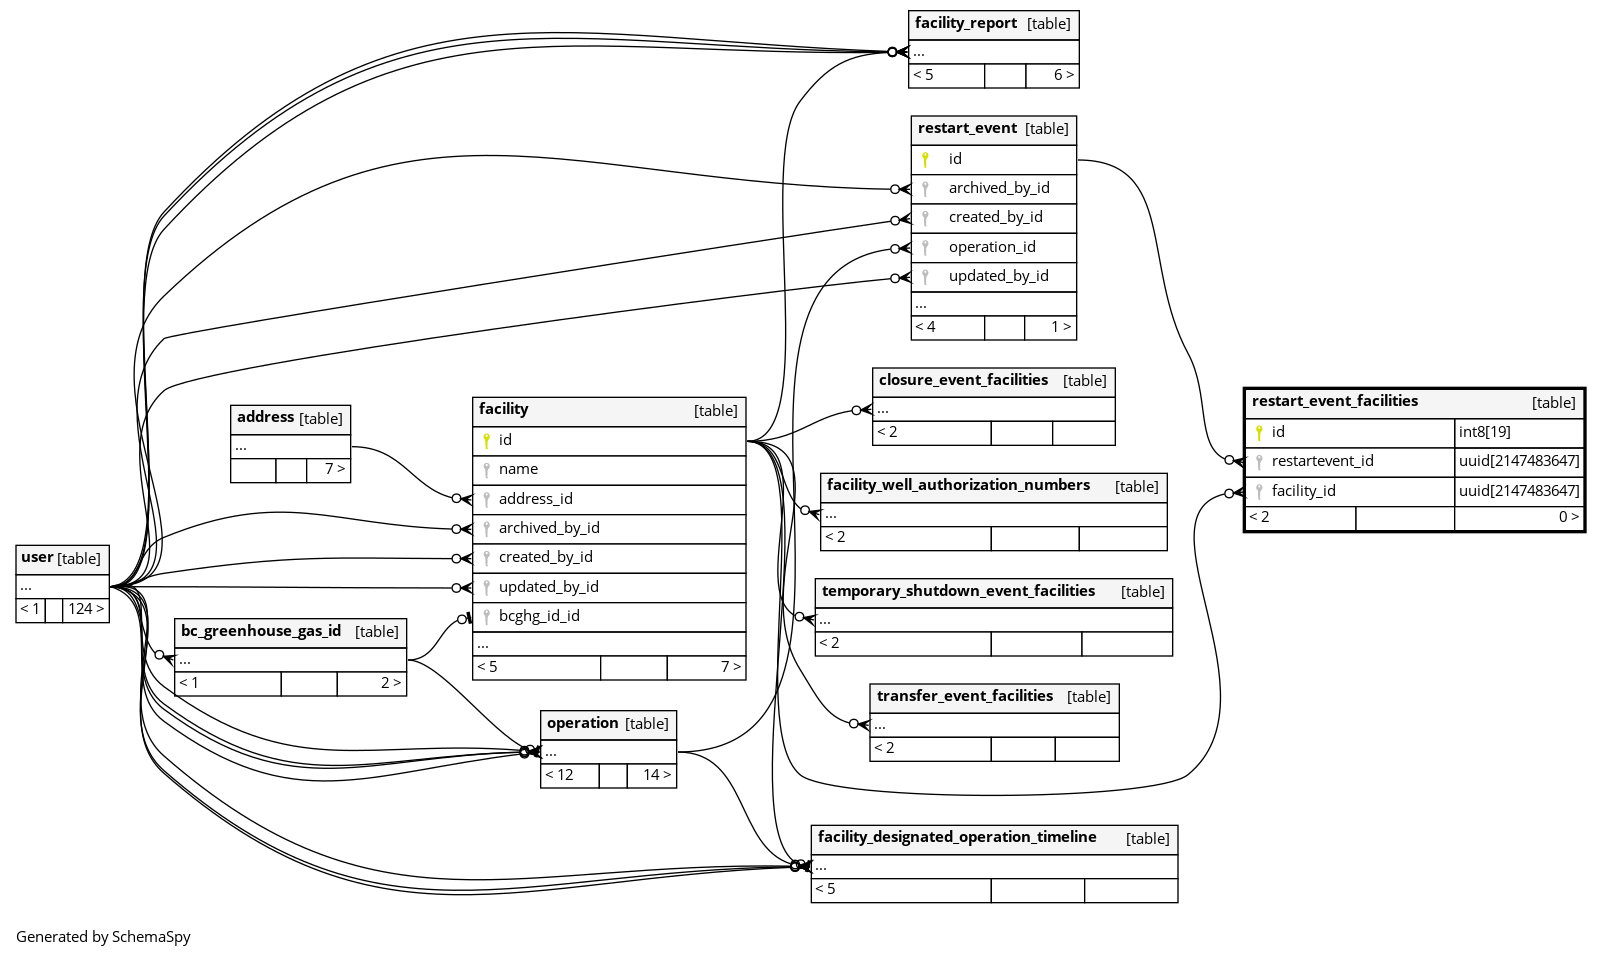 facility_report [table]
...
< 5 6 >
restart_event [table]
id
archived_by_id
created_by_id
operation_id
updated_by_id
...
< 4 1 >
closure_event_facilities [table]
...
< 2
restart_event_facilities [table]
id int8[19]
restartevent_id uuid[2147483647]
facility_id uuid[2147483647]
< 2 0 >
address [table]
...
7 >
facility [table]
id
name
address_id
archived_by_id
created_by_id
updated_by_id
bcghg_id_id
...
< 5 7 >
facility_well_authorization_numbers [table]
...
< 2
user [table]
...
< 1 124 >
temporary_shutdown_event_facilities [table]
...
< 2
bc_greenhouse_gas_id [table]
...
< 1 2 >
transfer_event_facilities [table]
...
< 2
operation [table]
...
< 12 14 >
facility_designated_operation_timeline [table]
...
< 5
Generated by SchemaSpy